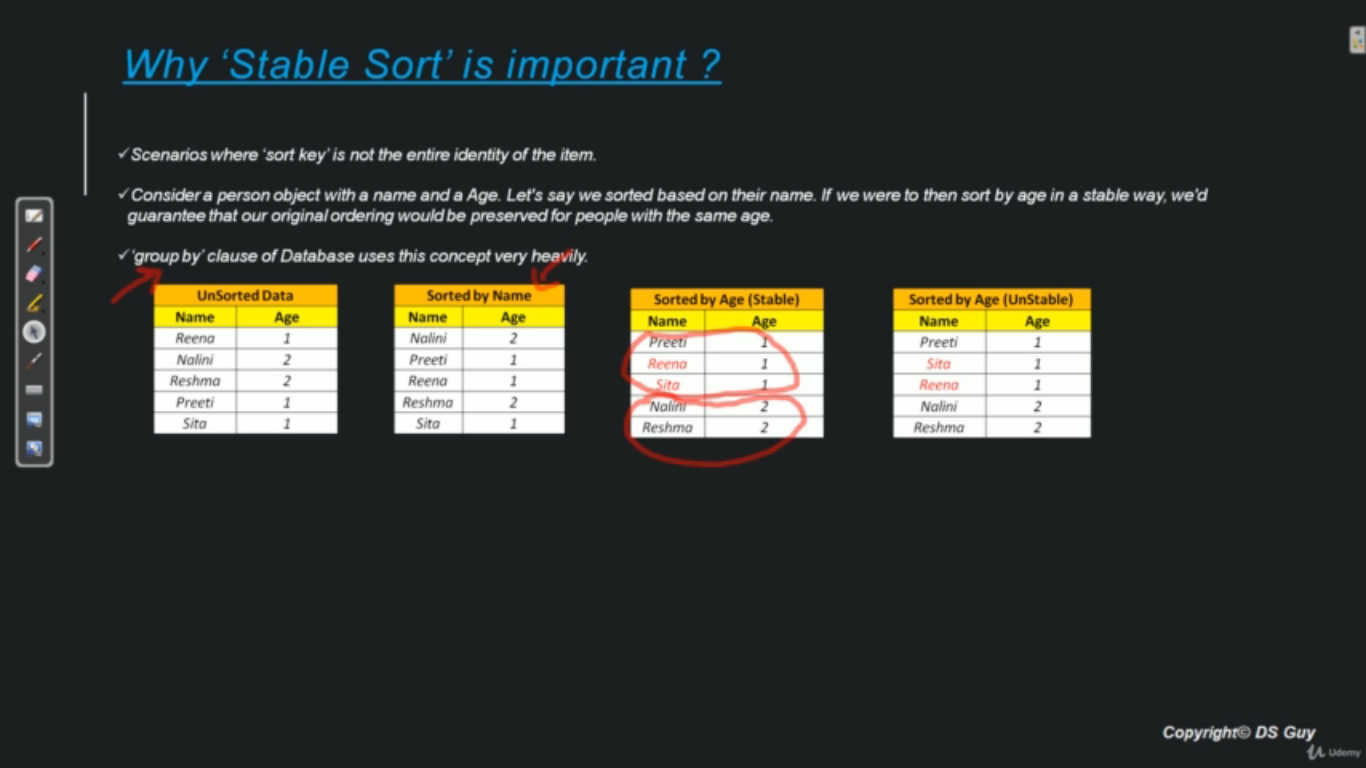 Why ‘Stable Sort’ is important ?
✓Scenarios where ‘sort key’ is not the entire identity of the item.
✓Consider a person object with a name and a Age. Let's say we sorted based on their name. If we were to then sort by age in a stable way, we'd
guarantee that our original ordering would be preserved for people with the same age.
✓‘group by’ clause of Database uses this concept very heavily.
UnSorted Data
Name Age
Reena 1
Nalini 2
Reshma 2
Preeti 1
Sita 1
Sorted by Name
Name Age
Nalini 2
Preeti 1
Reena 1
Reshma 2
Sita 1
Sorted by Age (Stable)
Name Age
Preeti 1
Reena 1
Sita 1
Nalini 2
Reshma 2
Sorted by Age (UnStable)
Name Age
Preeti 1
Sita 1
Reena 1
Nalini 2
Reshma 2
Copyright© DS Guy
Udemy